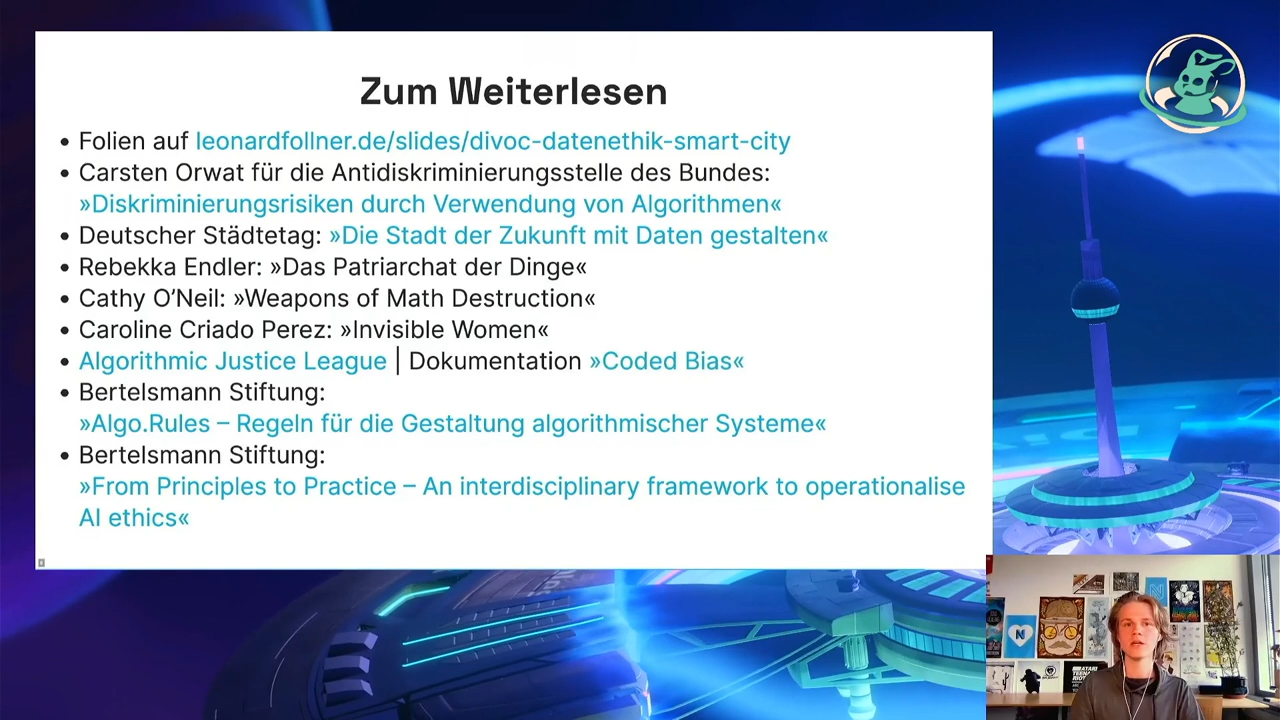 Zum Weiterlesen
• Folien auf leonardfollner.de/slides/divoc-datenethik-smart-city
• Carsten Orwat für die Antidiskriminierungsstelle des Bundes:
»Diskriminierungsrisiken durch Verwendung von Algorithmen«
• Deutscher Städtetag: »Die Stadt der Zukunft mit Daten gestalten«
• Rebekka Endler: »Das Patriarchat der Dinge«
• Cathy O’Neil: »Weapons of Math Destruction«
• Caroline Criado Perez: »Invisible Women«
• Algorithmic Justice League | Dokumentation »Coded Bias«
• Bertelsmann Stiftung:
»Algo.Rules – Regeln für die Gestaltung algorithmischer Systeme«
• Bertelsmann Stiftung:
»From Principles to Practice – An interdisciplinary framework to operationalise
AI ethics«
N
ATARI
TEENAGE
RIOT